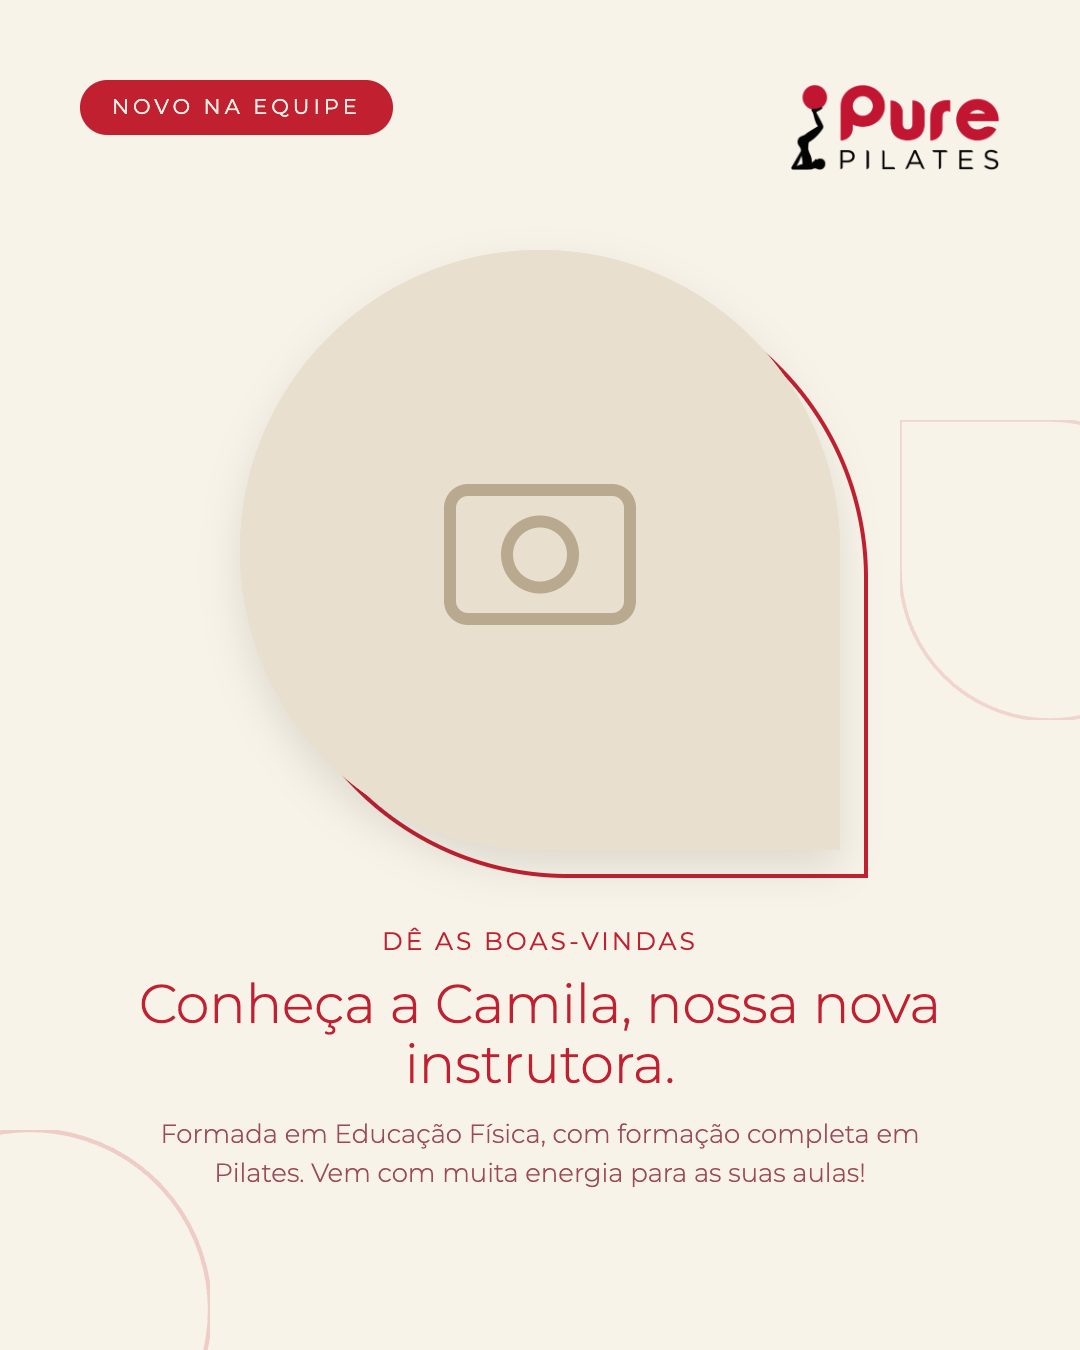 NOVO NA EQUIPE
Pure
PILATES
DÊ AS BOAS-VINDAS
Conheça a Camila, nossa nova
instrutora.
Formada em Educação Física, com formação completa em
Pilates. Vem com muita energia para as suas aulas!